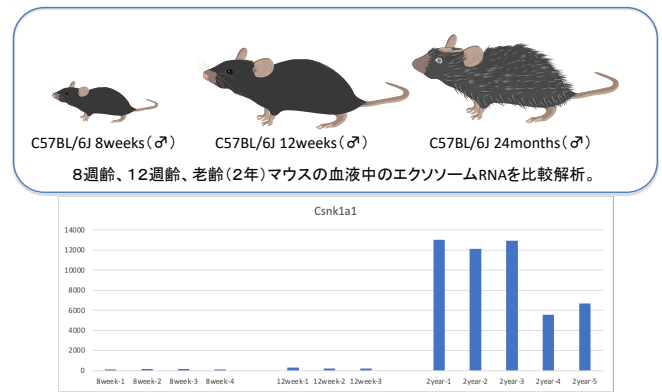 C57BL/6J 8weeks(♂) C57BL/6J 12weeks(♂) C57BL/6J 24months(♂)
8週齢、12週齢、老齢(2年)マウスの血液中のエクソソームRNAを比較解析。
Csnk1a1
14000
12000
10000
8000
6000
4000
2000
0
8week-1 8week-2 8week-3 8week-4 12week-1 12week-2 12week-3 2year-1 2year-2 2year-3 2year-4 2year-5